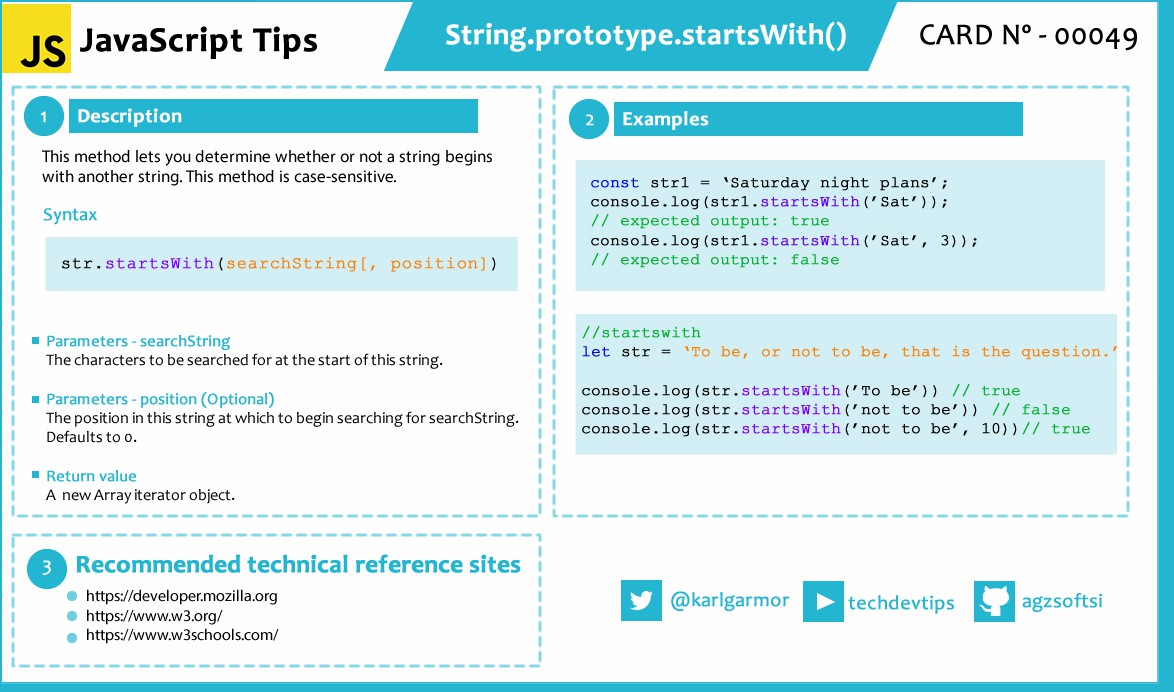 JS JavaScript Tips
String.prototype.startsWith()
CARD Nº - 00049
1 Description
This method lets you determine whether or not a string begins
with another string. This method is case-sensitive.
Syntax
str.startsWith(searchString[, position])
Parameters - searchString
The characters to be searched for at the start of this string.
Parameters - position (Optional)
The position in this string at which to begin searching for searchString.
Defaults to 0.
Return value
A new Array iterator object.
2 Examples
const str1 = ‘Saturday night plans’;
console.log(str1.startsWith(’Sat’));
// expected output: true
console.log(str1.startsWith(’Sat’, 3));
// expected output: false
//startswith
let str = ‘To be, or not to be, that is the question.’
console.log(str.startsWith(’To be’)) // true
console.log(str.startsWith(’not to be’)) // false
console.log(str.startsWith(’not to be’, 10))// true
3 Recommended technical reference sites
https://developer.mozilla.org
https://www.w3.org/
https://www.w3schools.com/
@karlgarmor
techdevtips
agzsoftsi